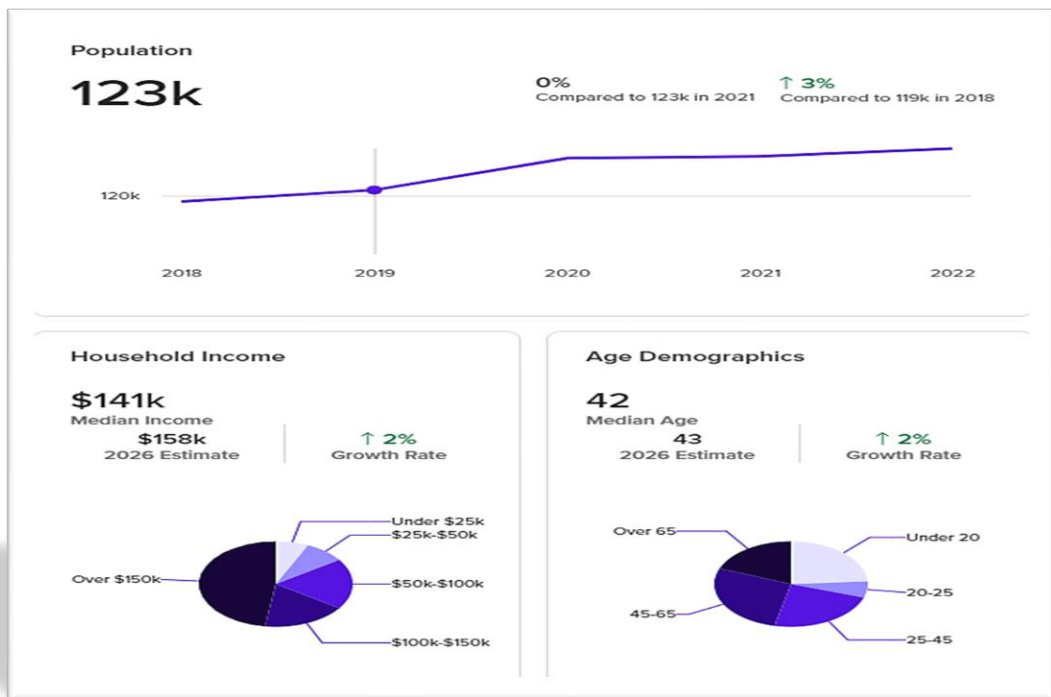 Population
123k
0%
Compared to 123k in 2021
↑ 3%
Compared to 119k in 2018
120k
2018 2019 2020 2021 2022
Household Income
$141k
Median Income
$158k
2026 Estimate
↑ 2%
Growth Rate
Under $25k
$25k-$50k
Over $150k
$50k-$100k
$100k-$150k
Age Demographics
42
Median Age
43
2026 Estimate
↑ 2%
Growth Rate
Over 65
Under 20
20-25
45-65
25-45